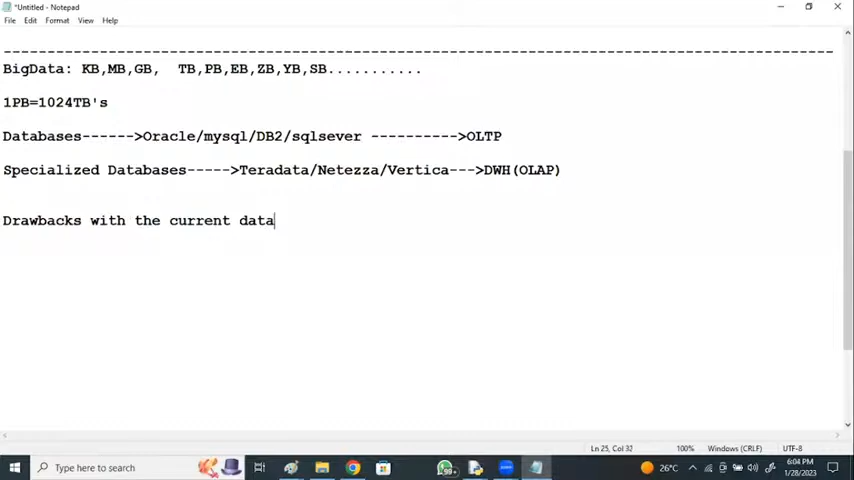 *Untitled - Notepad
File Edit Format View Help
--------------------------------------------------------------------------------------------
BigData: KB,MB,GB, TB,PB,EB,ZB,YB,SB...........
1PB=1024TB's
Databases------>Oracle/mysql/DB2/sqlsever ---------->OLTP
Specialized Databases----->Teradata/Netezza/Vertica--->DWH(OLAP)
Drawbacks with the current data
Ln 25, Col 32 100% Windows (CRLF) UTF-8
Type here to search 99+ 26°C 6:04 PM
1/28/2023